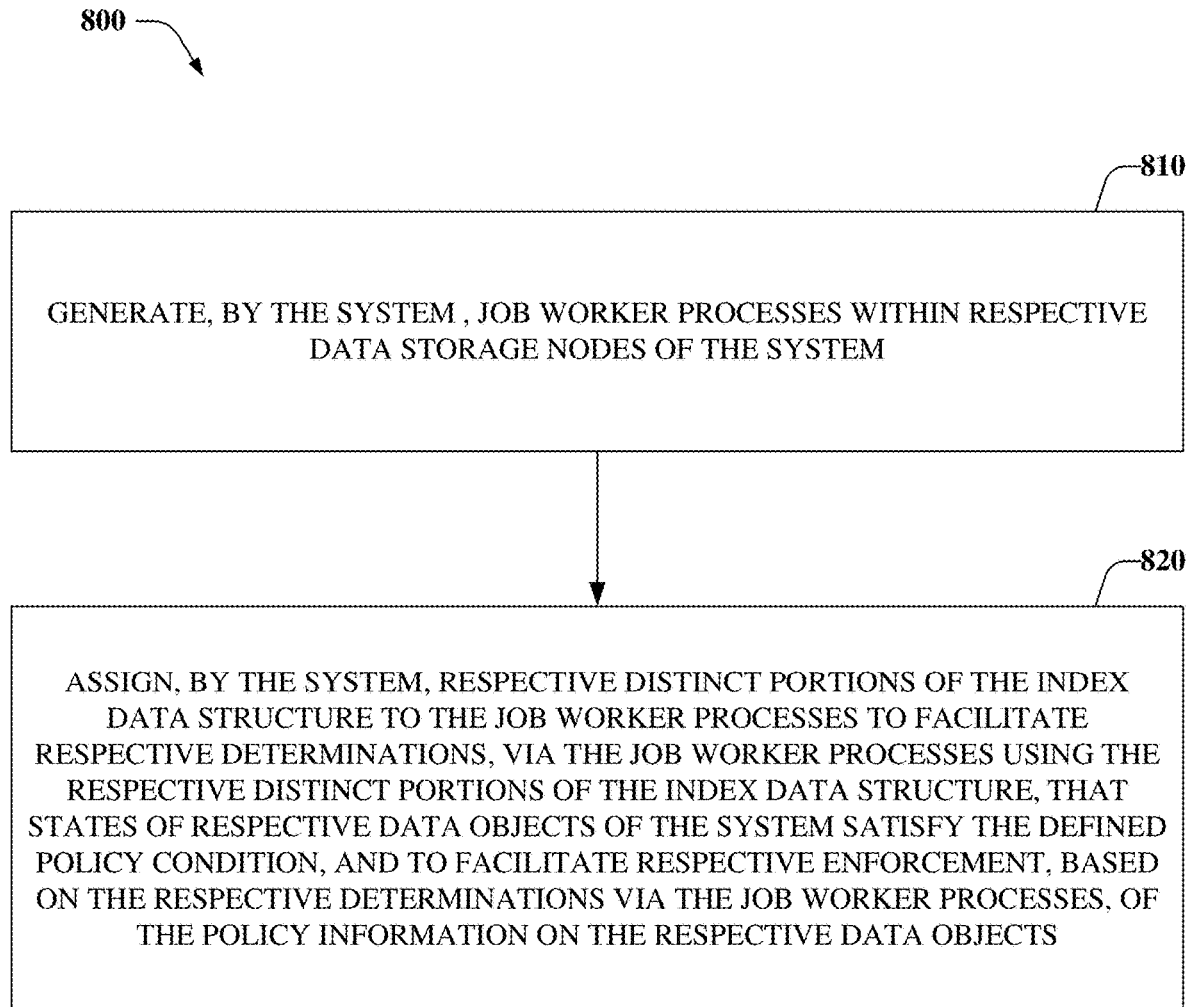 800
810
GENERATE, BY THE SYSTEM , JOB WORKER PROCESSES WITHIN RESPECTIVE
DATA STORAGE NODES OF THE SYSTEM
820
ASSIGN, BY THE SYSTEM, RESPECTIVE DISTINCT PORTIONS OF THE INDEX
DATA STRUCTURE TO THE JOB WORKER PROCESSES TO FACILITATE
RESPECTIVE DETERMINATIONS, VIA THE JOB WORKER PROCESSES USING THE
RESPECTIVE DISTINCT PORTIONS OF THE INDEX DATA STRUCTURE, THAT
STATES OF RESPECTIVE DATA OBJECTS OF THE SYSTEM SATISFY THE DEFINED
POLICY CONDITION, AND TO FACILITATE RESPECTIVE ENFORCEMENT, BASED
ON THE RESPECTIVE DETERMINATIONS VIA THE JOB WORKER PROCESSES, OF
THE POLICY INFORMATION ON THE RESPECTIVE DATA OBJECTS